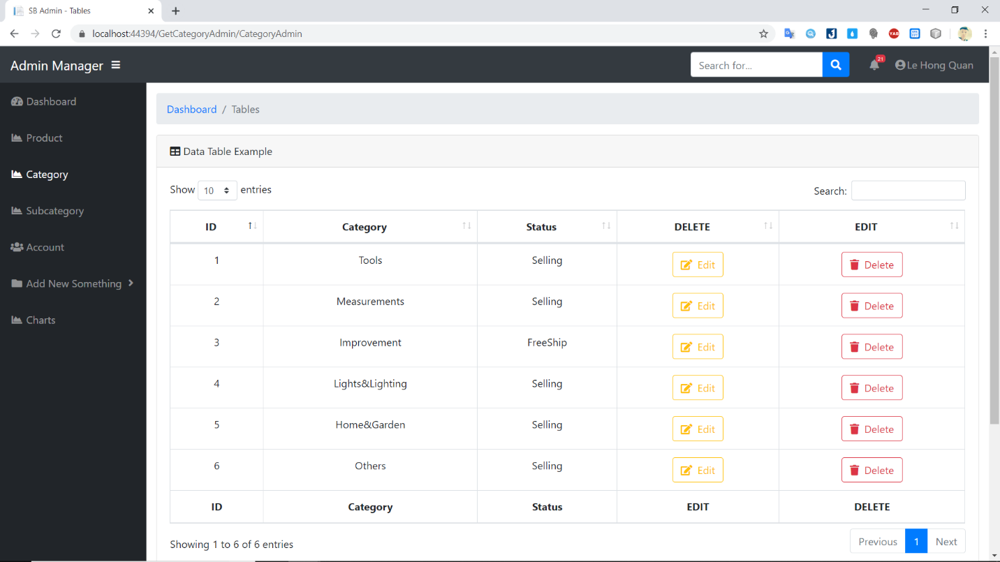 SB Admin - Tables
localhost:44394/GetCategoryAdmin/CategoryAdmin
Admin Manager Search for... 21 Le Hong Quan
Dashboard
Product
Category
Subcategory
Account
Add New Something
Charts
Dashboard / Tables
Data Table Example
Show 10 entries Search:
ID Category Status DELETE EDIT
1 Tools Selling Edit Delete
2 Measurements Selling Edit Delete
3 Improvement FreeShip Edit Delete
4 Lights&Lighting Selling Edit Delete
5 Home&Garden Selling Edit Delete
6 Others Selling Edit Delete
ID Category Status EDIT DELETE
Showing 1 to 6 of 6 entries Previous 1 Next